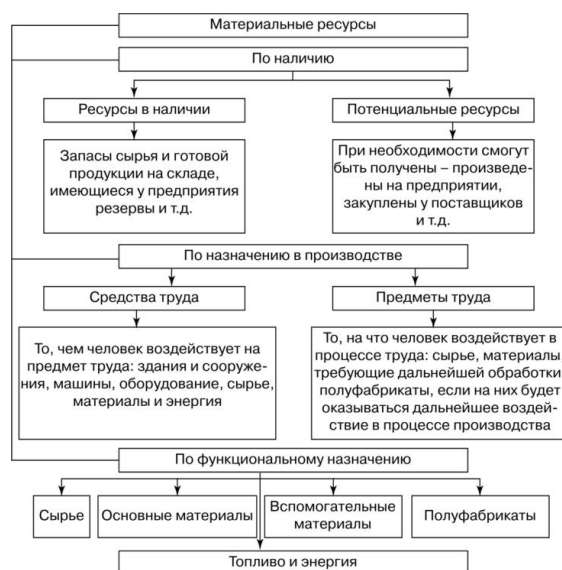 Материальные ресурсы
По наличию
Ресурсы в наличии
Потенциальные ресурсы
Запасы сырья и готовой
продукции на складе,
имеющиеся у предприятия
резервы и т.д.
При необходимости смогут
быть получены – произведе-
ны на предприятии,
закуплены у поставщиков
и т.д.
По назначению в производстве
Средства труда
Предметы труда
То, чем человек воздействует на
предмет труда: здания и сооруже-
ния, машины, оборудование, сырье,
материалы и энергия
То, на что человек воздействует в
процессе труда: сырье, материалы
требующие дальнейшей обработки
полуфабрикаты, если на них будет
оказываться дальнейшее воздей-
ствие в процессе производства
По функциональному назначению
Сырье
Основные материалы
Вспомогательные
материалы
Полуфабрикаты
Топливо и энергия